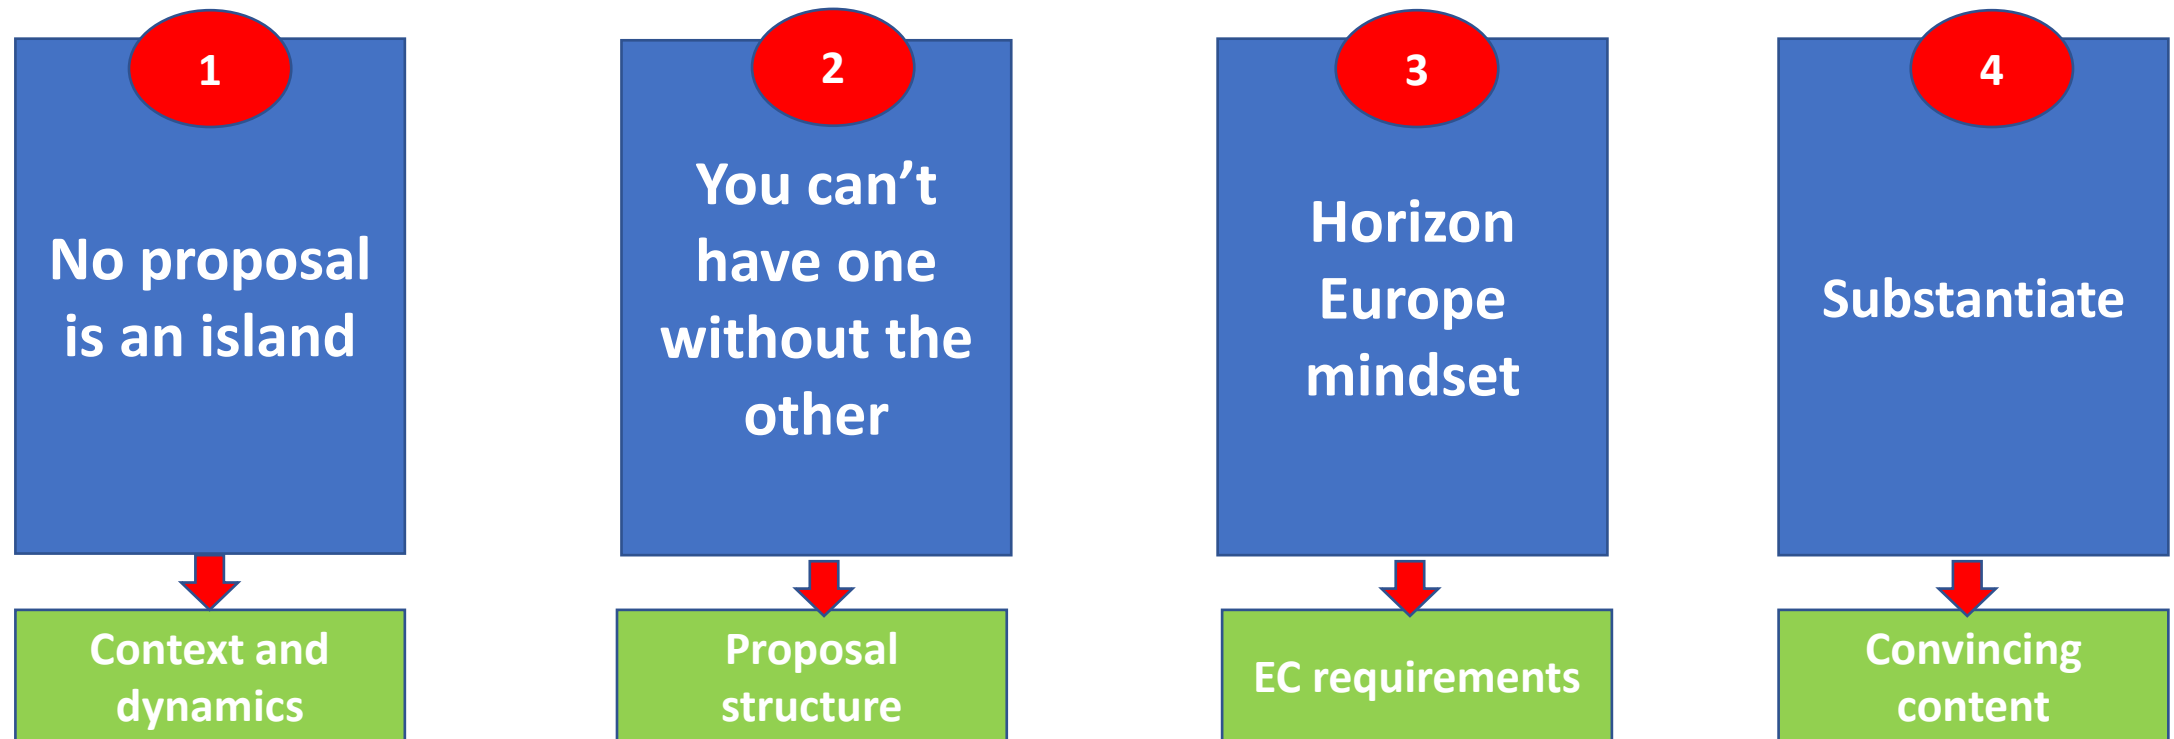 1
No proposal
is an island
Context and
dynamics
2
You can’t
have one
without the
other
Proposal
structure
3
Horizon
Europe
mindset
EC requirements
4
Substantiate
Convincing
content